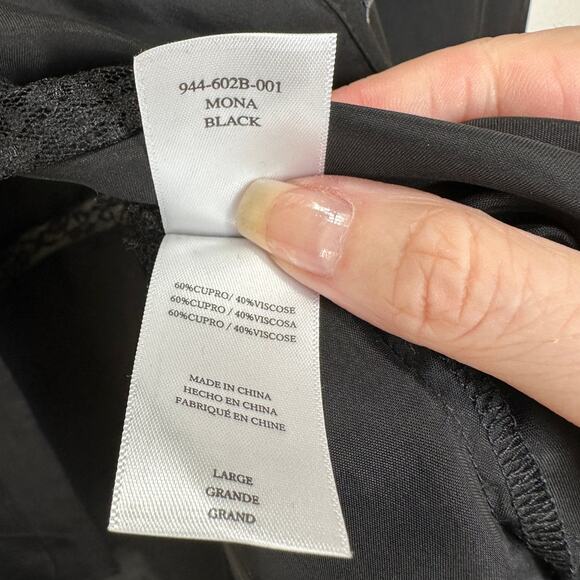 944-602B-001
MONA
BLACK
60%CUPRO/ 40%VISCOSE
60%CUPRO/ 40%VISCOSA
60%CUPRO/ 40%VISCOSE
MADE IN CHINA
HECHO EN CHINA
FABRIQUÉ EN CHINE
LARGE
GRANDE
GRAND